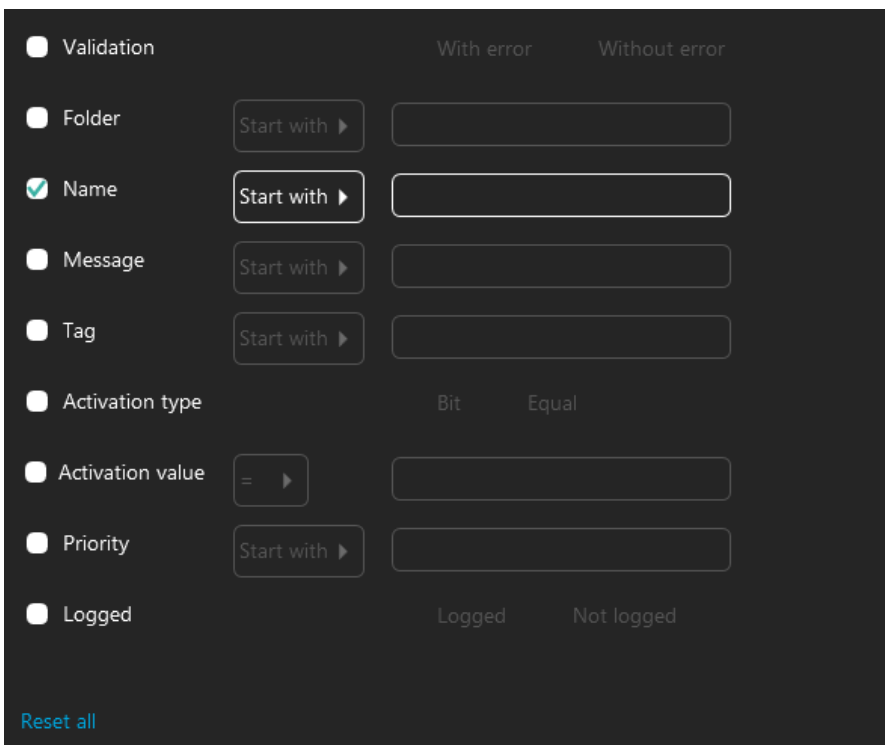 Validation With error Without error
Folder Start with
Name Start with
Message Start with
Tag Start with
Activation type Bit Equal
Activation value =
Priority Start with
Logged Logged Not logged
Reset all